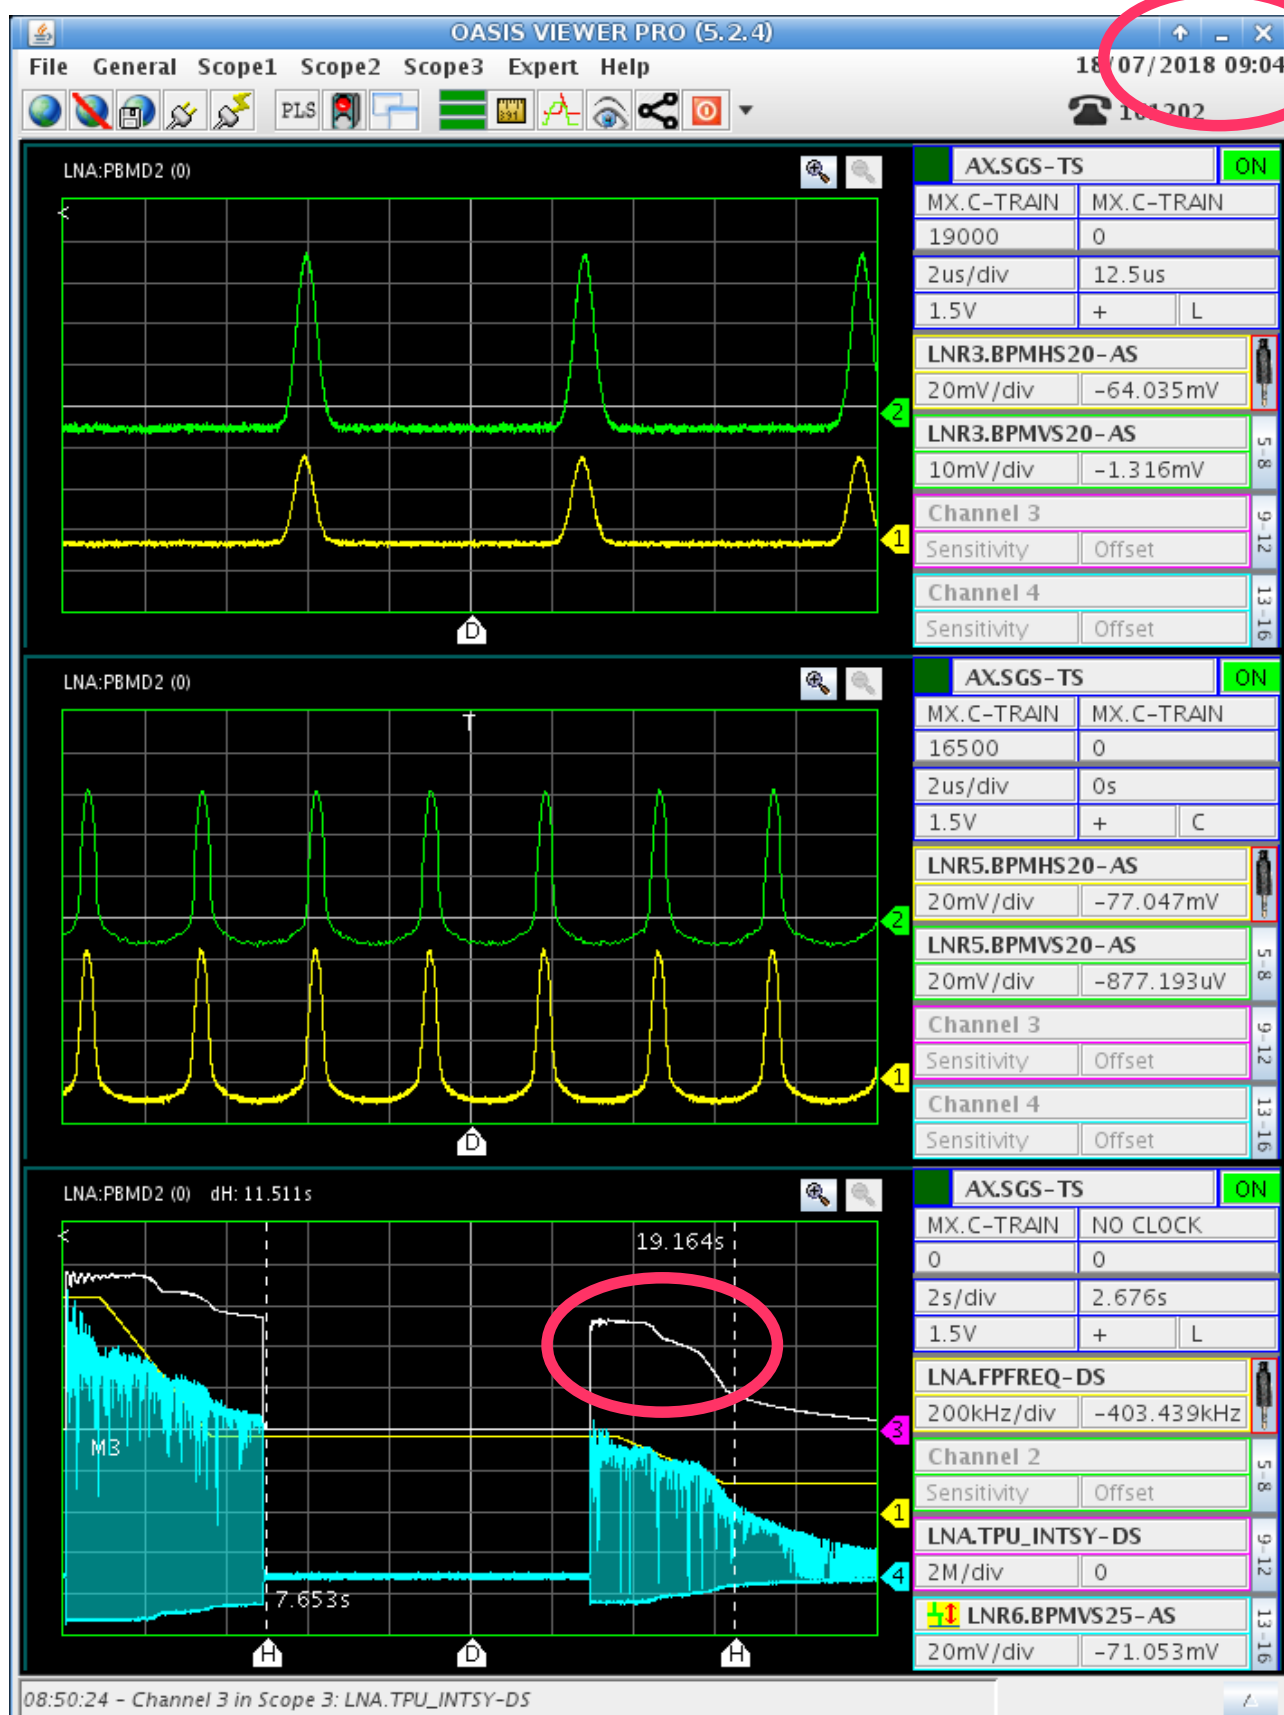 OASIS VIEWER PRO (5.2.4)
File General Scope1 Scope2 Scope3 Expert Help
18/07/2018 09:04
PLS
LNA:PBMD2 (0)
<
2
1
D
AX.SGS-TS ON
MX.C-TRAIN MX.C-TRAIN
19000 0
2us/div 12.5us
1.5V + L
LNR3.BPMHS20-AS
20mV/div -64.035mV
LNR3.BPMVS20-AS
10mV/div -1.316mV
5-8
Channel 3
Sensitivity Offset
9-12
Channel 4
Sensitivity Offset
13-16
LNA:PBMD2 (0)
T
2
1
D
AX.SGS-TS ON
MX.C-TRAIN MX.C-TRAIN
16500 0
2us/div 0s
1.5V + C
LNR5.BPMHS20-AS
20mV/div -77.047mV
LNR5.BPMVS20-AS
20mV/div -877.193uV
5-8
Channel 3
Sensitivity Offset
9-12
Channel 4
Sensitivity Offset
13-16
LNA:PBMD2 (0) dH: 11.511s
<
19.164s
M3
3
1
4
7.653s
H D H
AX.SGS-TS ON
MX.C-TRAIN NO CLOCK
0 0
2s/div 2.676s
1.5V + L
LNA.FPFREQ-DS
200kHz/div -403.439kHz
Channel 2
Sensitivity Offset
5-8
LNA.TPU_INTSY-DS
2M/div 0
9-12
LNR6.BPMVS25-AS
20mV/div -71.053mV
13-16
08:50:24 - Channel 3 in Scope 3: LNA.TPU_INTSY-DS